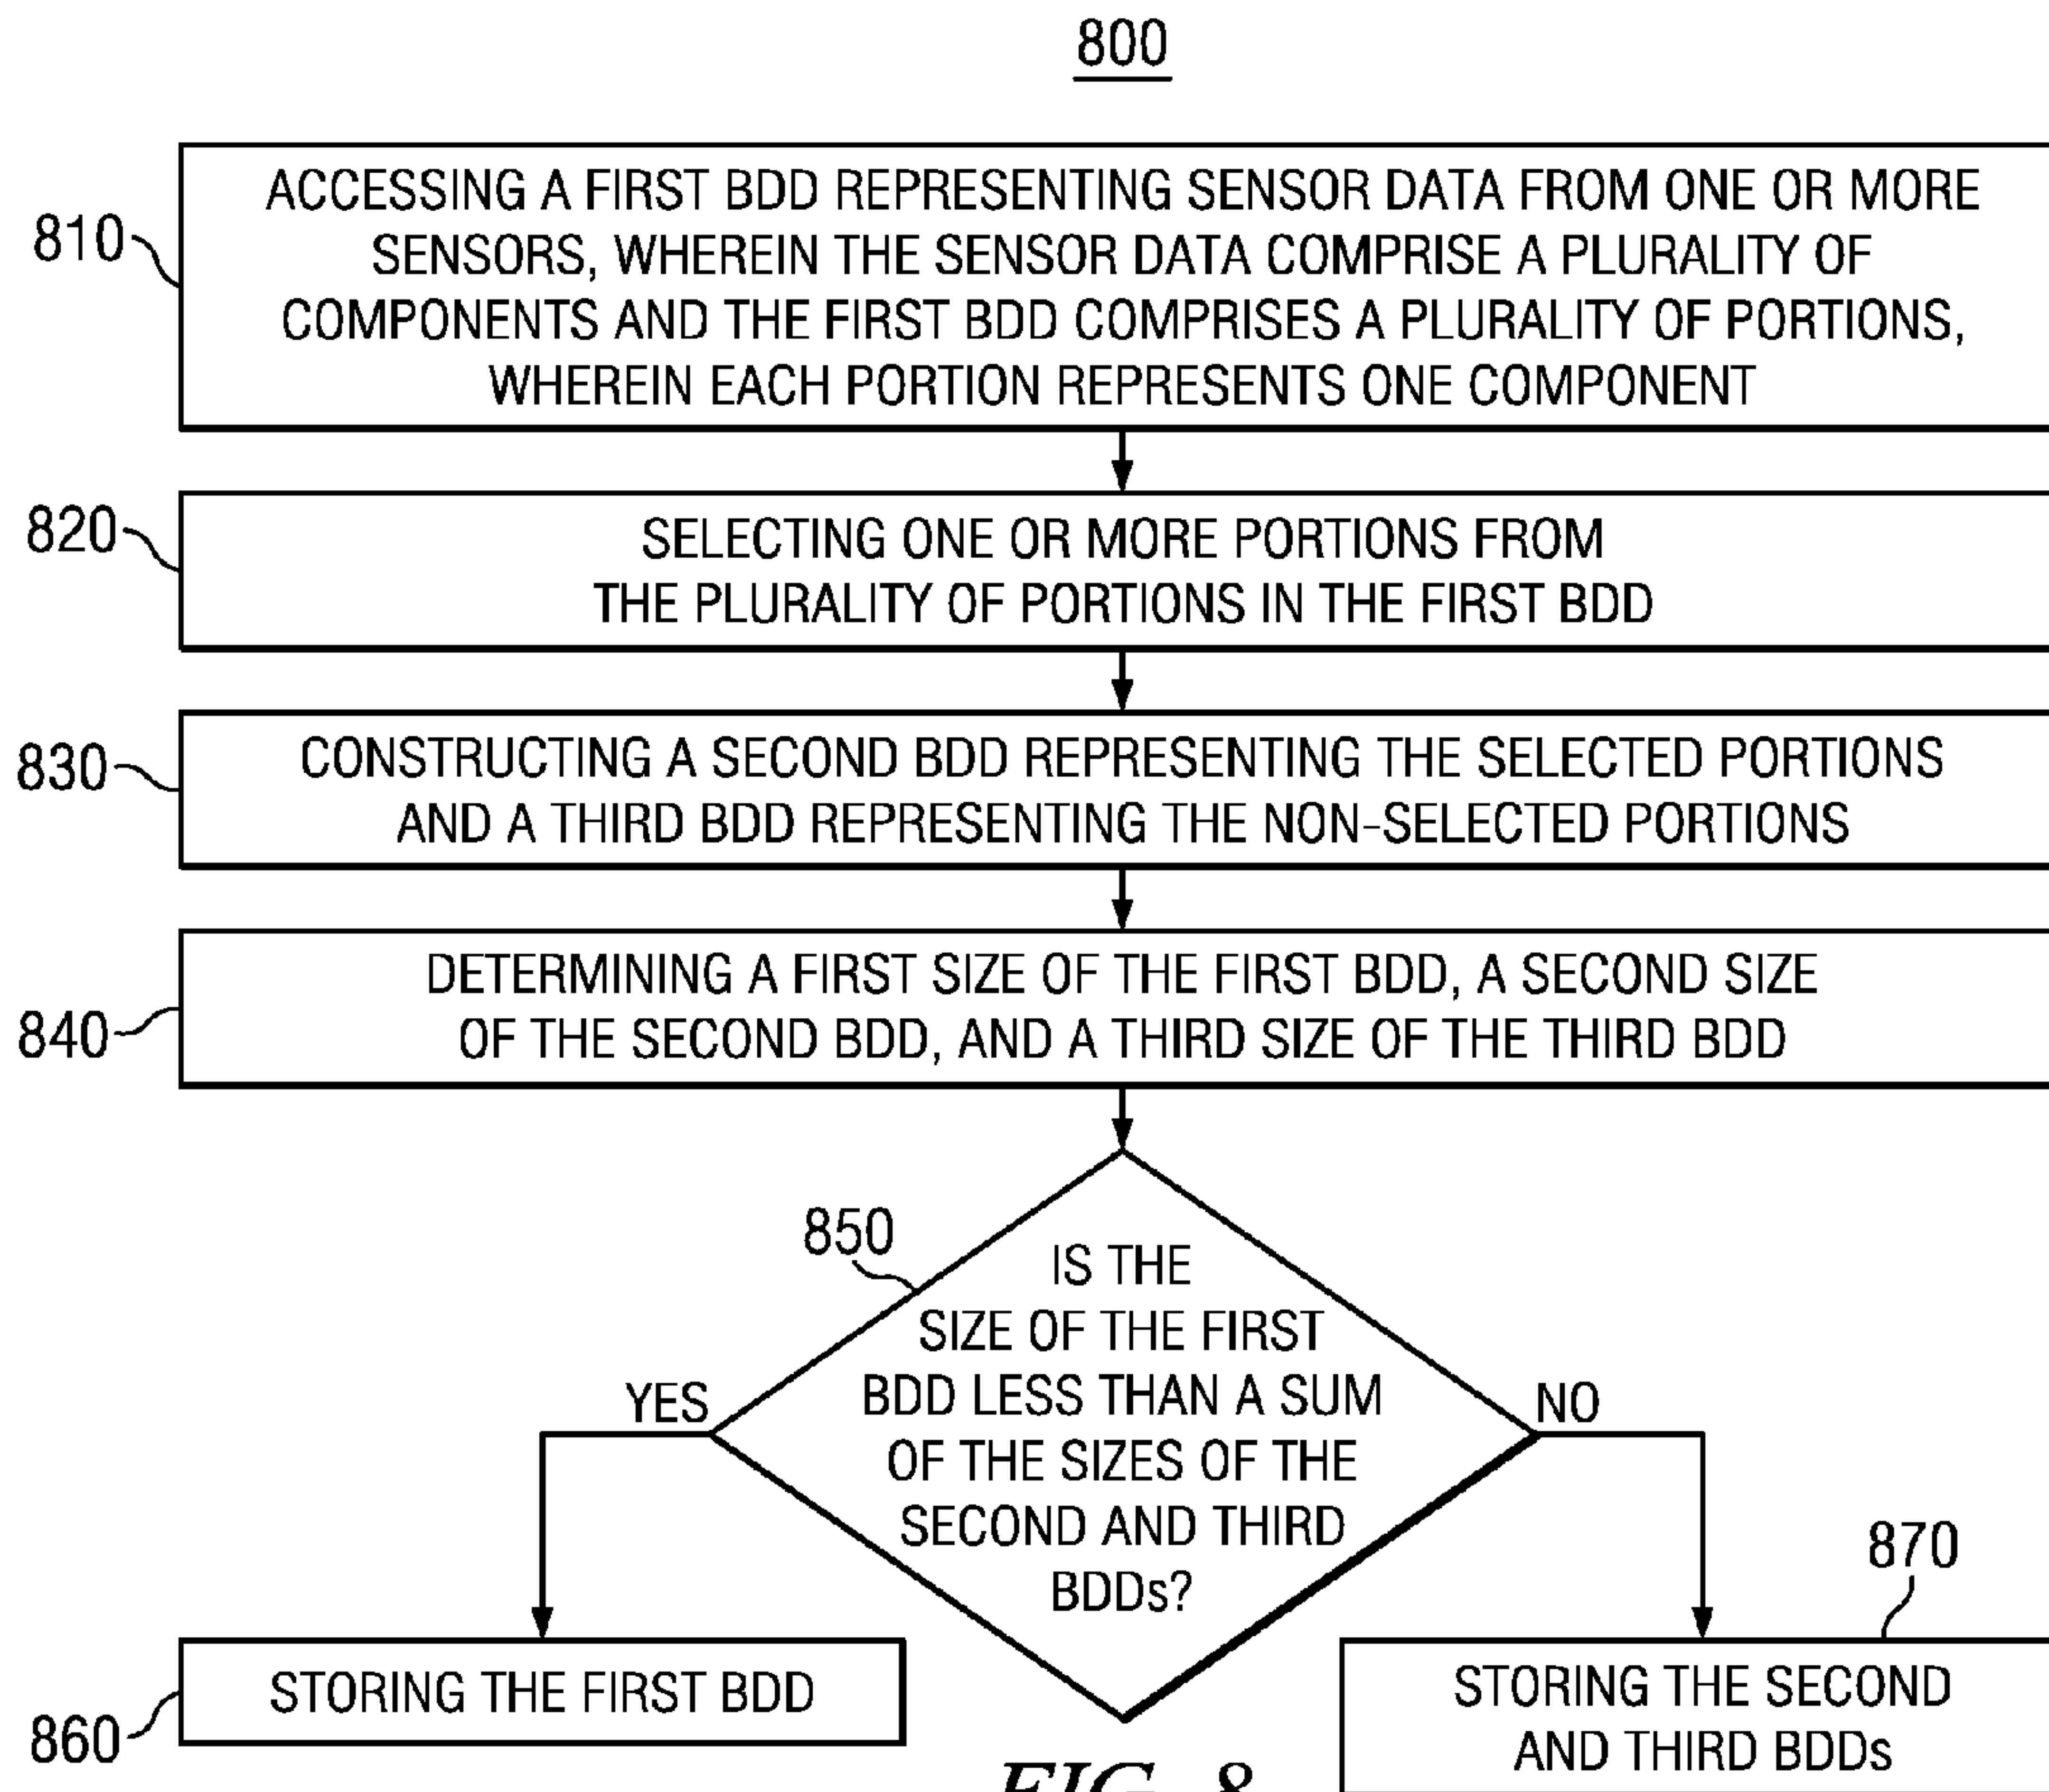 800
810
ACCESSING A FIRST BDD REPRESENTING SENSOR DATA FROM ONE OR MORE
SENSORS, WHEREIN THE SENSOR DATA COMPRISE A PLURALITY OF
COMPONENTS AND THE FIRST BDD COMPRISES A PLURALITY OF PORTIONS,
WHEREIN EACH PORTION REPRESENTS ONE COMPONENT
820
SELECTING ONE OR MORE PORTIONS FROM
THE PLURALITY OF PORTIONS IN THE FIRST BDD
830
CONSTRUCTING A SECOND BDD REPRESENTING THE SELECTED PORTIONS
AND A THIRD BDD REPRESENTING THE NON-SELECTED PORTIONS
840
DETERMINING A FIRST SIZE OF THE FIRST BDD, A SECOND SIZE
OF THE SECOND BDD, AND A THIRD SIZE OF THE THIRD BDD
850
IS THE
SIZE OF THE FIRST
BDD LESS THAN A SUM
OF THE SIZES OF THE
SECOND AND THIRD
BDDs?
YES
NO
860
STORING THE FIRST BDD
870
STORING THE SECOND
AND THIRD BDDs
FIG. 8